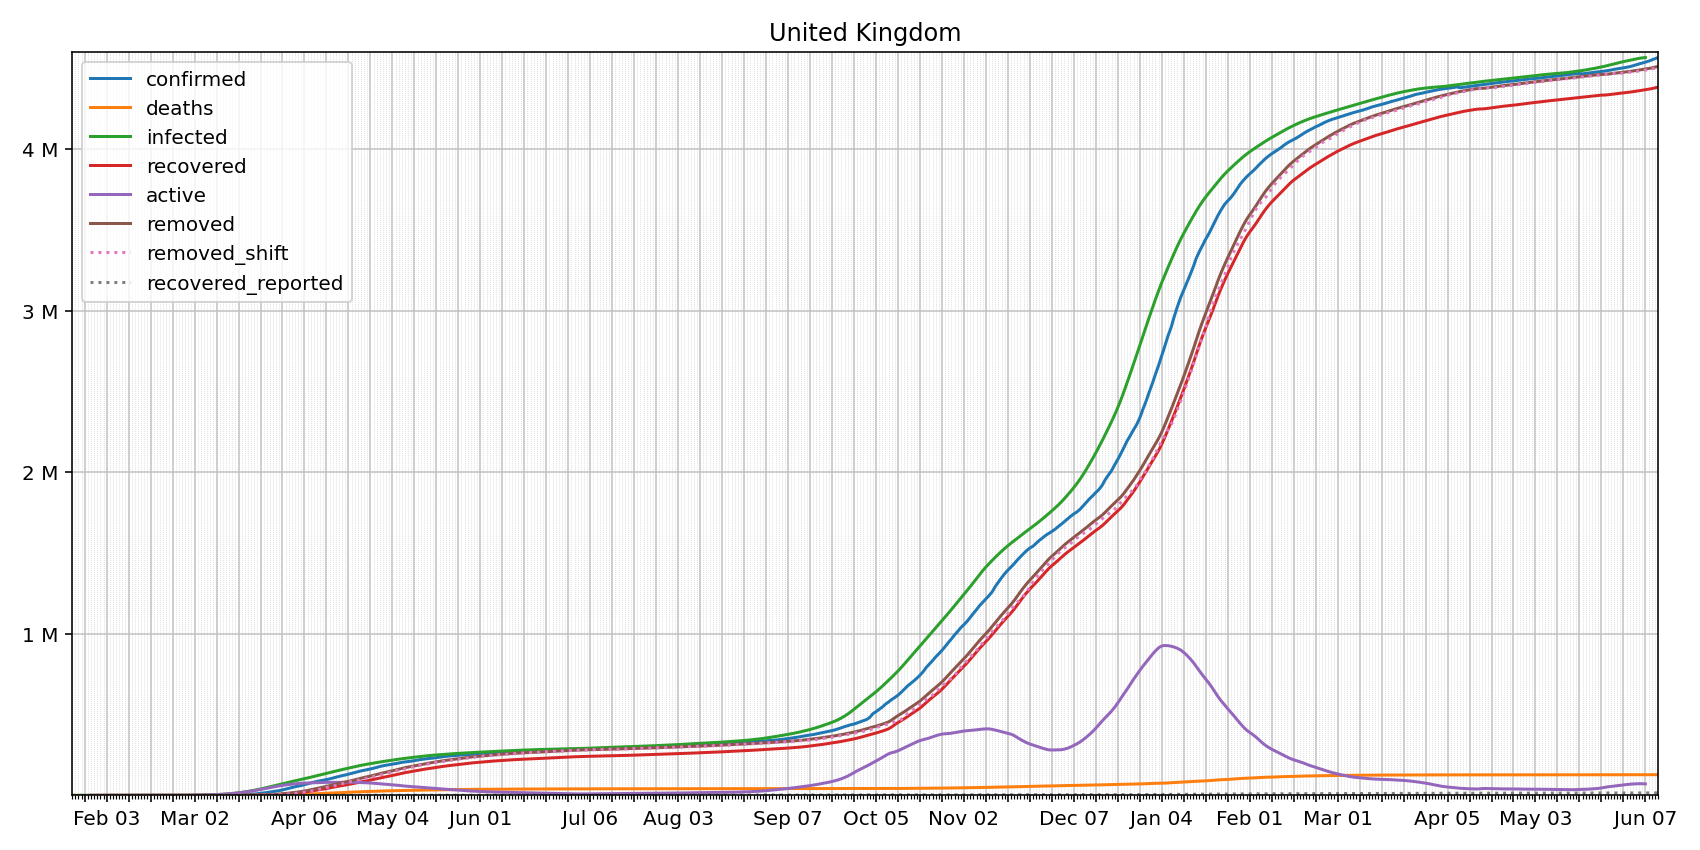 United Kingdom
confirmed
deaths
infected
recovered
active
removed
removed_shift
recovered_reported
4 M
3 M
2 M
1 M
Feb 03 Mar 02 Apr 06 May 04 Jun 01 Jul 06 Aug 03 Sep 07 Oct 05 Nov 02 Dec 07 Jan 04 Feb 01 Mar 01 Apr 05 May 03 Jun 07